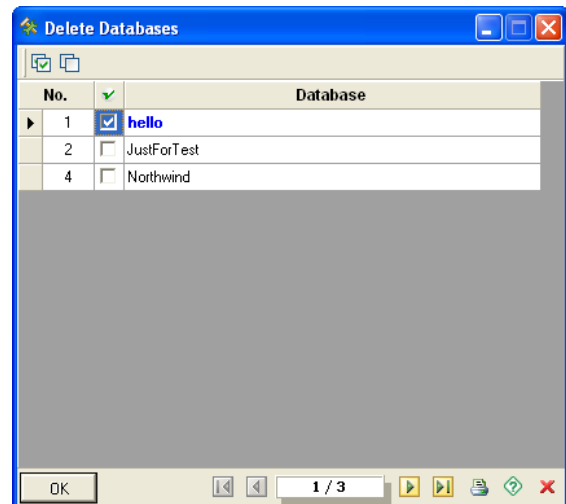 Delete Databases
No. Database
1 hello
2 JustForTest
4 Northwind
OK 1 / 3